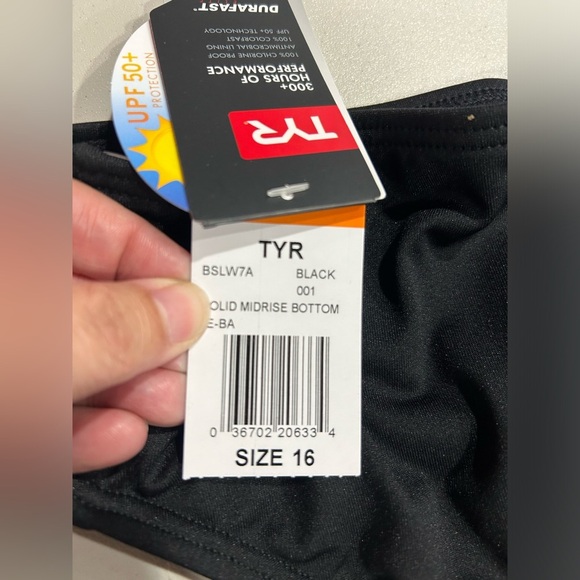 DURAFAST
UPF 50+ TECHNOLOGY
100% COLORFAST
ANTIMICROBIAL LINING
100% CHLORINE PROOF
300+
HOURS OF
PERFORMANCE
TYR
UPF 50+
PROTECTION
TYR
BSLW7A BLACK
001
OLID MIDRISE BOTTOM
E-BA
0 36702 20633 4
SIZE 16